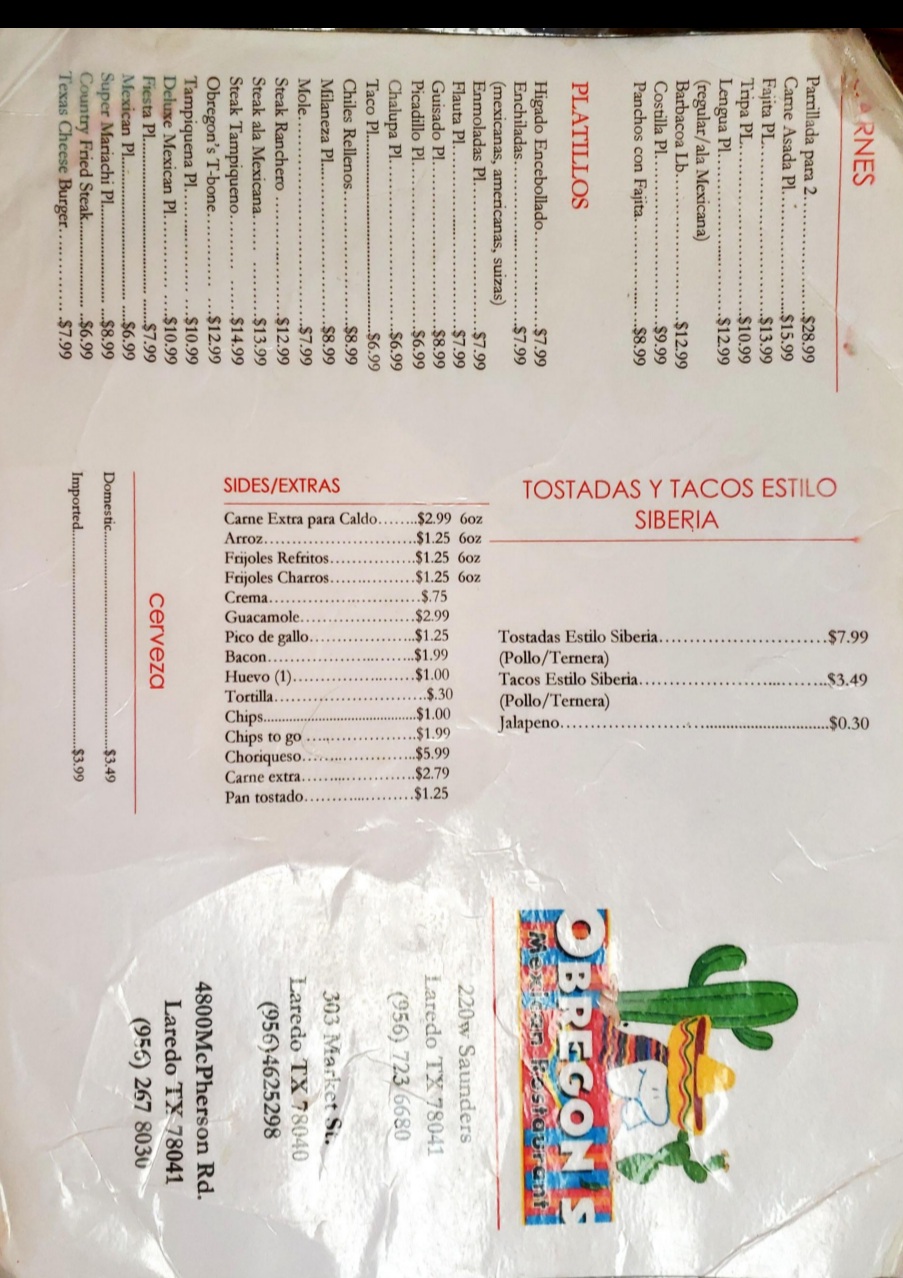 CARNES
Parrillada para 2..........$28.99
Carne Asada Pl..........$15.99
Fajita PL..........$13.99
Tripa PL..........$10.99
Lengua Pl..........$12.99
(regular/ala Mexicana)
Barbacoa Lb..........$12.99
Costilla Pl..........$9.99
Panchos con Fajita..........$8.99
PLATILLOS
Higado Encebollado..........$7.99
Enchiladas..........$7.99
(mexicanas, americanas, suizas)
Enmoladas Pl..........$7.99
Flauta Pl..........$7.99
Guisado Pl..........$8.99
Picadillo Pl..........$6.99
Chalupa Pl..........$6.99
Taco Pl..........$6.99
Chiles Rellenos..........$8.99
Milaneza Pl..........$8.99
Mole..........$7.99
Steak Ranchero..........$12.99
Steak ala Mexicana..........$13.99
Steak Tampiqueno..........$14.99
Obregon's T-bone..........$12.99
Tampiquena Pl..........$10.99
Deluxe Mexican Pl..........$10.99
Fiesta Pl..........$7.99
Mexican Pl..........$6.99
Super Mariachi Pl..........$8.99
Country Fried Steak..........$6.99
Texas Cheese Burger..........$7.99
TOSTADAS Y TACOS ESTILO
SIBERIA
Tostadas Estilo Siberia..........$7.99
(Pollo/Ternera)
Tacos Estilo Siberia..........$3.49
(Pollo/Ternera)
Jalapeno..........$0.30
SIDES/EXTRAS
Carne Extra para Caldo........$2.99 6oz
Arroz..........$1.25 6oz
Frijoles Refritos..........$1.25 6oz
Frijoles Charros..........$1.25 6oz
Crema..........$.75
Guacamole..........$2.99
Pico de gallo..........$1.25
Bacon..........$1.99
Huevo (1)..........$1.00
Tortilla..........$.30
Chips..........$1.00
Chips to go..........$1.99
Choriqueso..........$5.99
Carne extra..........$2.79
Pan tostado..........$1.25
cerveza
Domestic..........$3.49
Imported..........$3.99
OBREGON'S
Mexican Restaurant
220w Saunders
Laredo TX 78041
(956) 723/6680
303 Market St.
Laredo TX 78040
(956)4625298
4800McPherson Rd.
Laredo TX 78041
(956) 267 8030